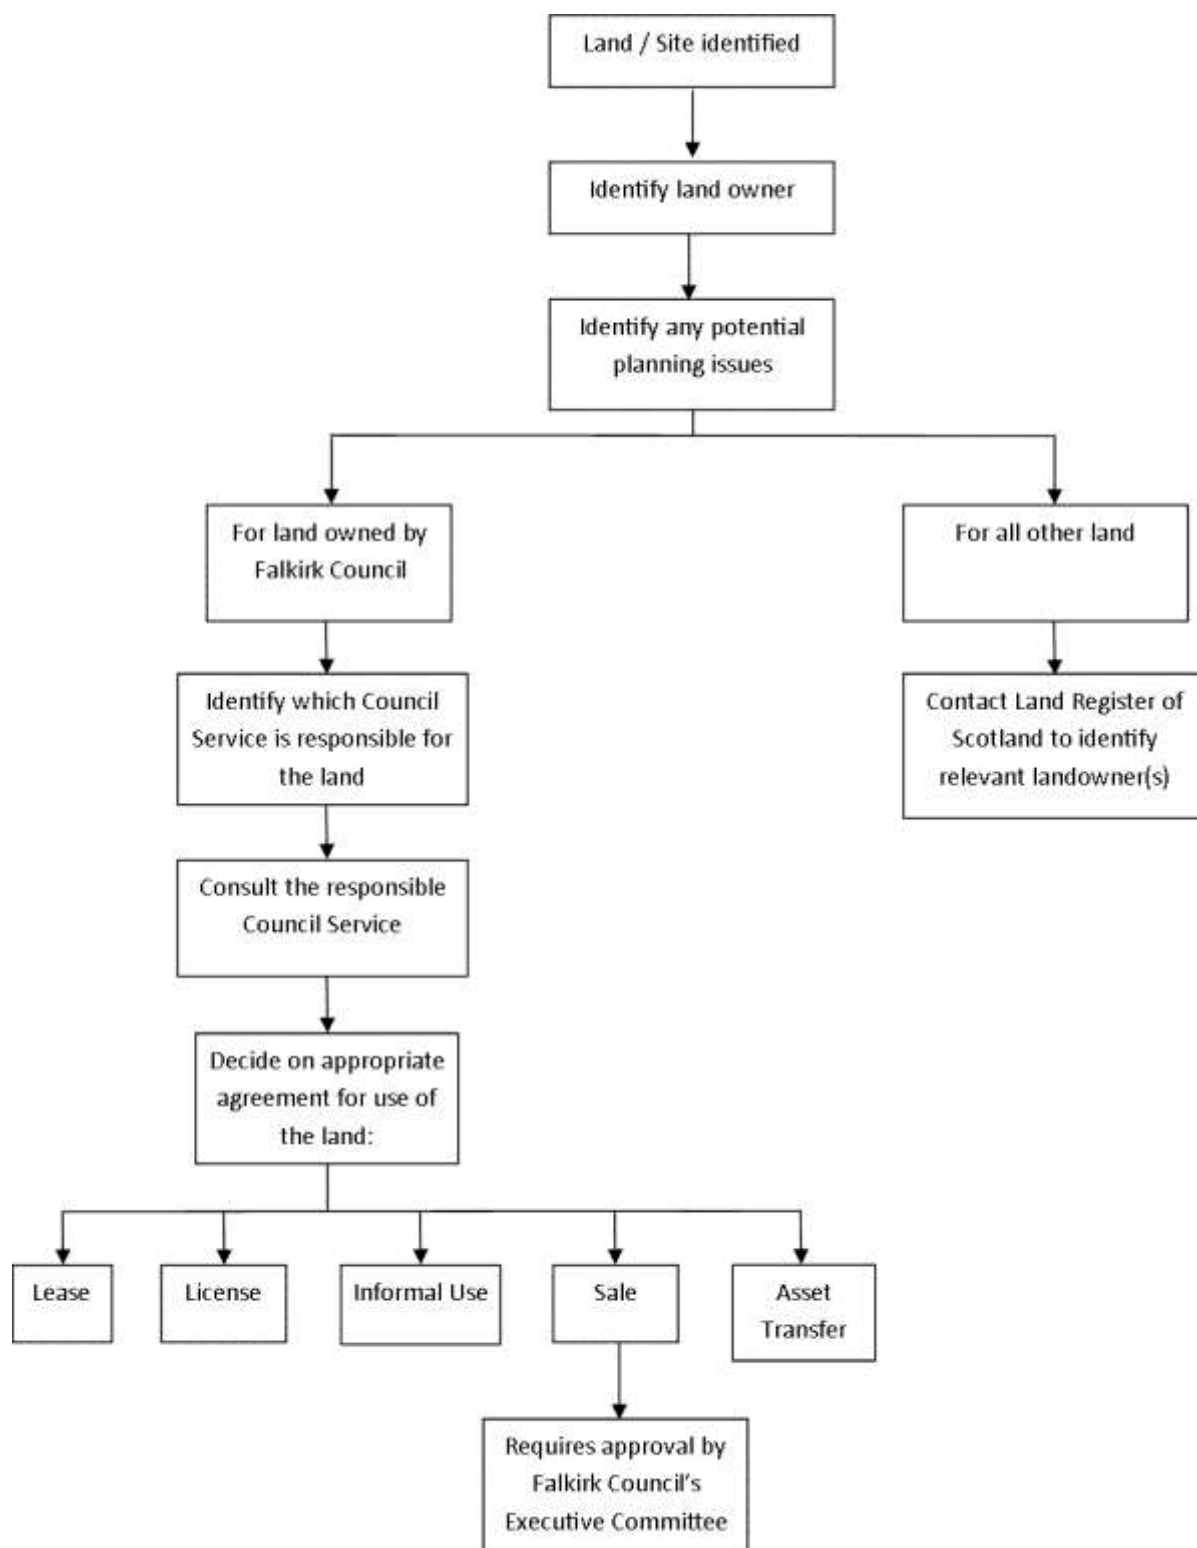 Land / Site identified
Identify land owner
Identify any potential
planning issues
For land owned by
Falkirk Council
For all other land
Identify which Council
Service is responsible for
the land
Contact Land Register of
Scotland to identify
relevant landowner(s)
Consult the responsible
Council Service
Decide on appropriate
agreement for use of
the land:
Lease
License
Informal Use
Sale
Asset
Transfer
Requires approval by
Falkirk Council's
Executive Committee